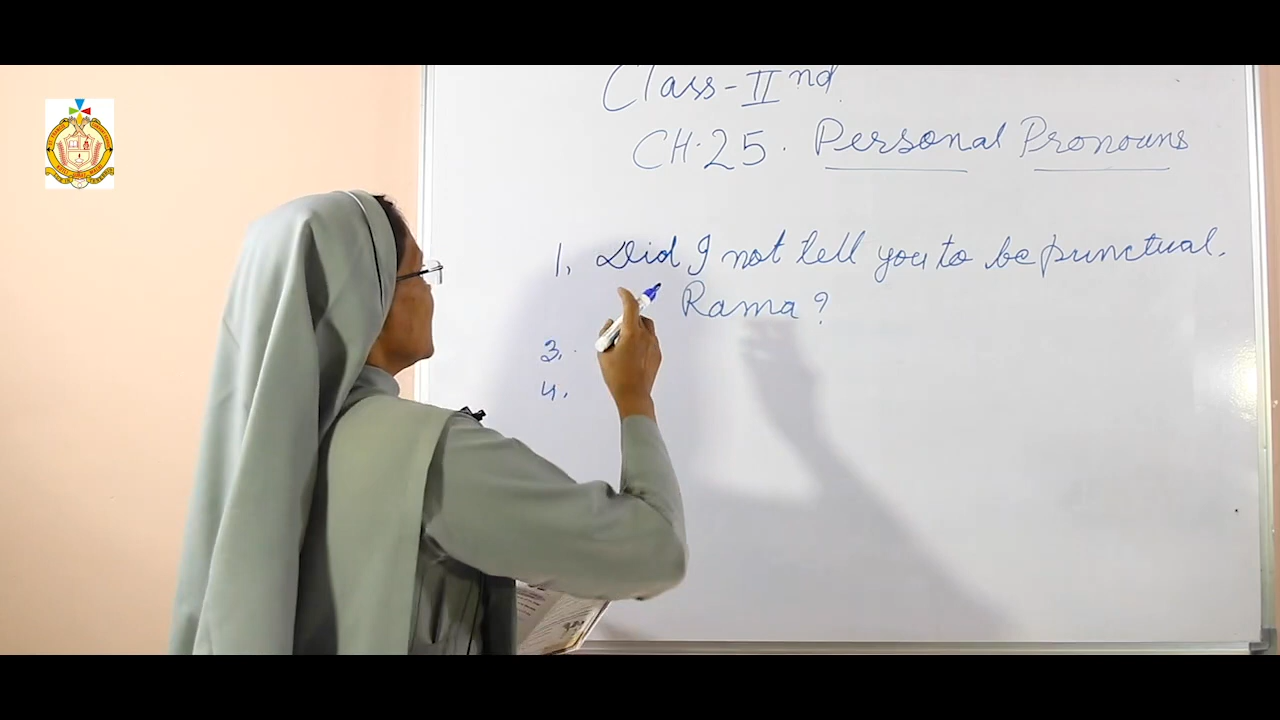 Class-IInd
CH.25. Personal Pronouns
1. Did I not tell you to be punctual.
Rama?
3.
4.